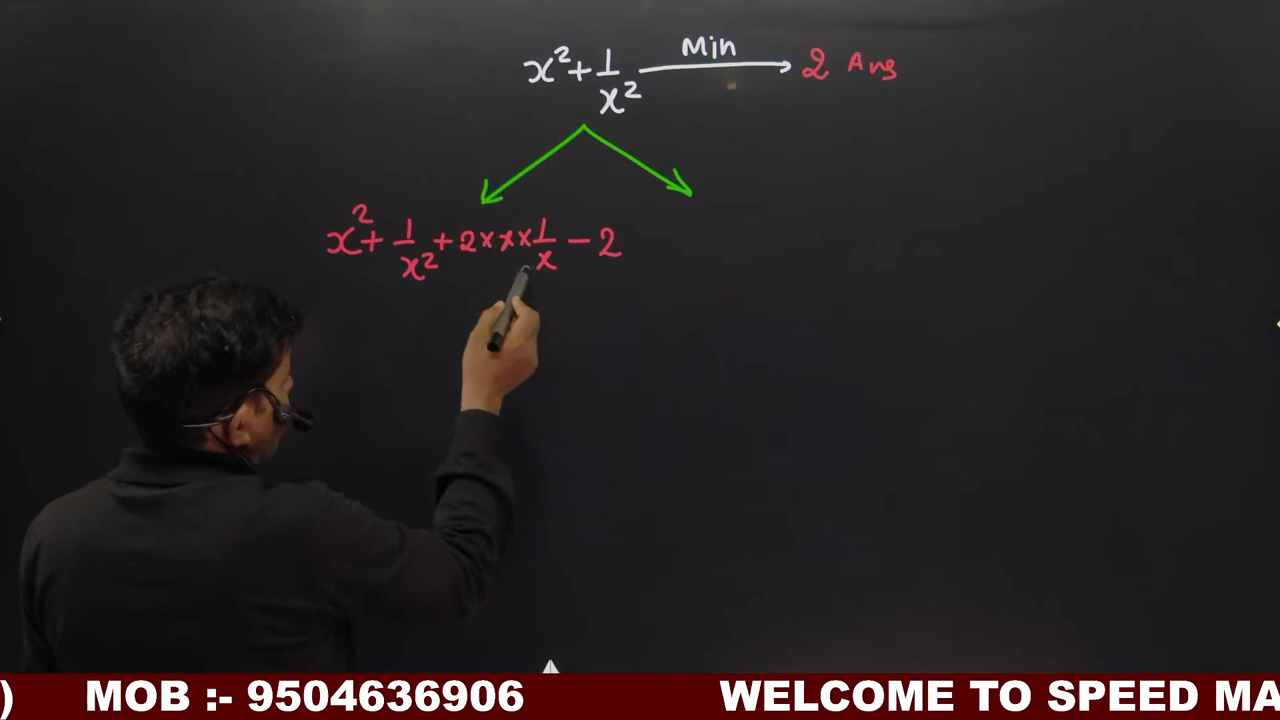 x² + 1/x² Min → 2 Ans
x² + 1/x² + 2 × x × 1/x − 2
) MOB :- 9504636906 WELCOME TO SPEED MA